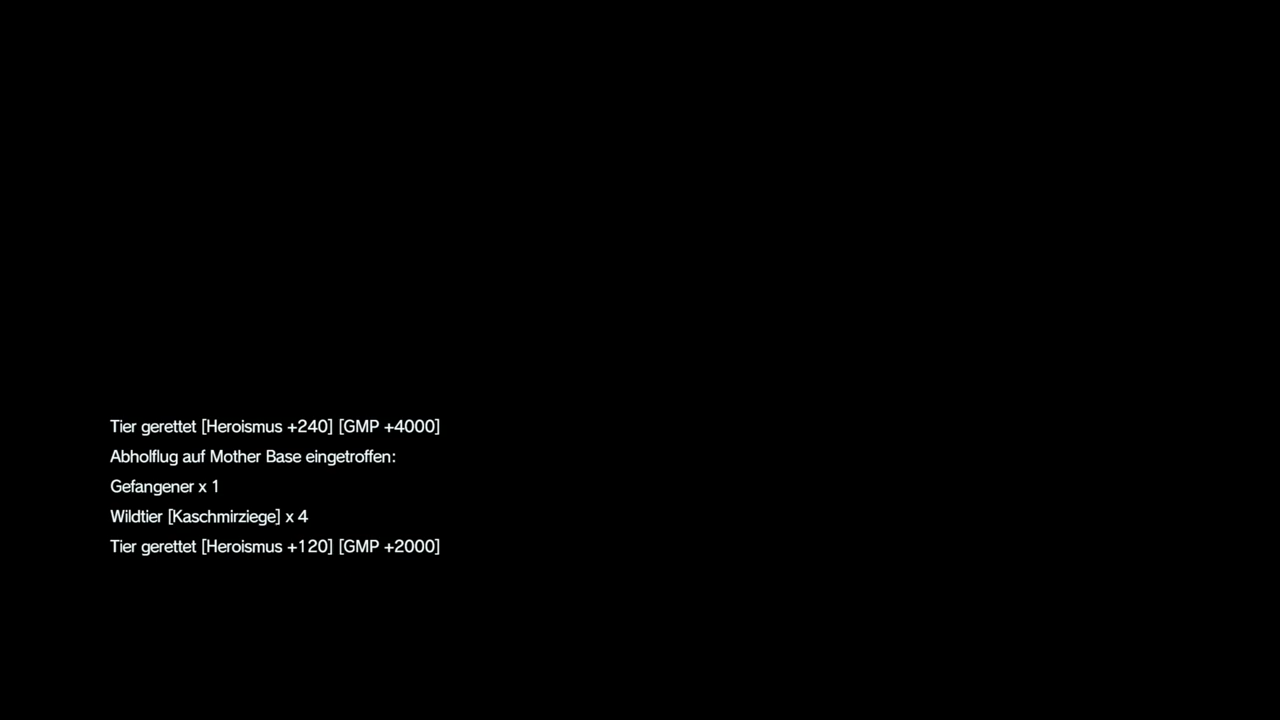 Tier gerettet [Heroismus +240] [GMP +4000]
Abholflug auf Mother Base eingetroffen:
Gefangener x 1
Wildtier [Kaschmirziege] x 4
Tier gerettet [Heroismus +120] [GMP +2000]